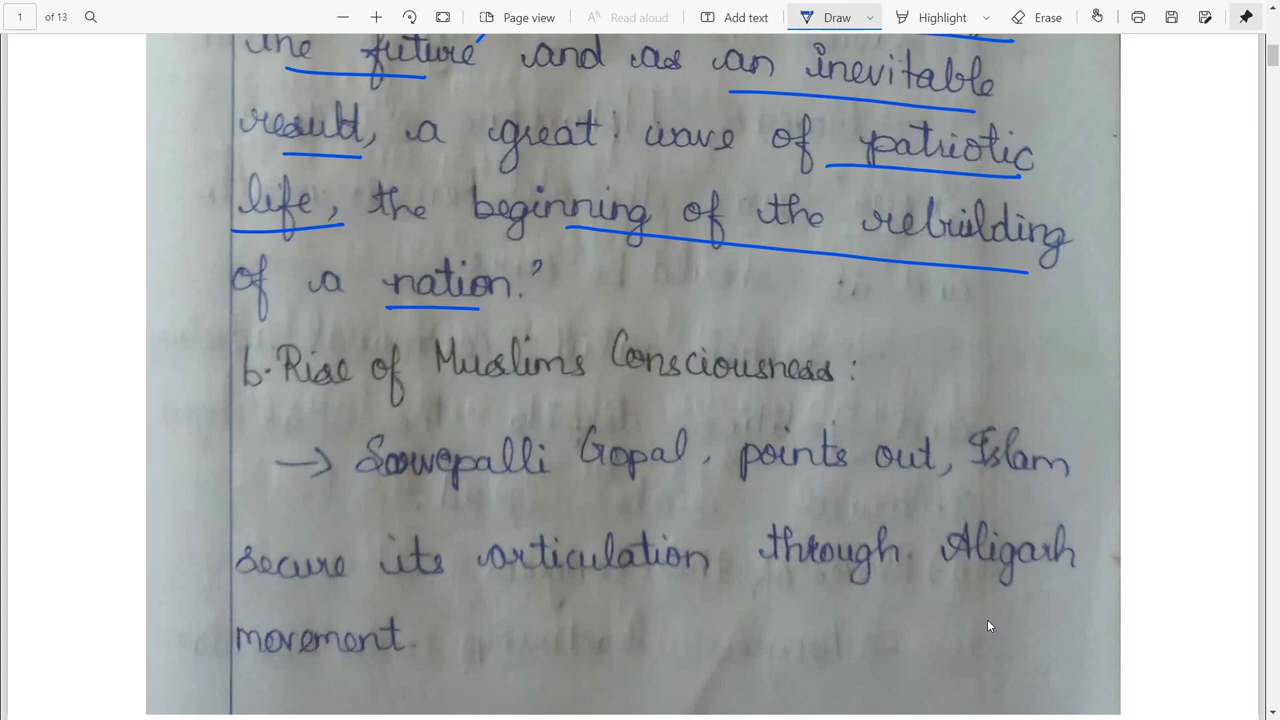 1 of 13 Page view Read aloud Add text Draw Highlight Erase
the future and as an inevitable
result, a great wave of patriotic
life, the beginning of the rebuilding
of a nation."
b. Rise of Muslims Consciousness :
→ Sarvepalli Gopal, points out, Islam
secure its articulation through Aligarh
movement.